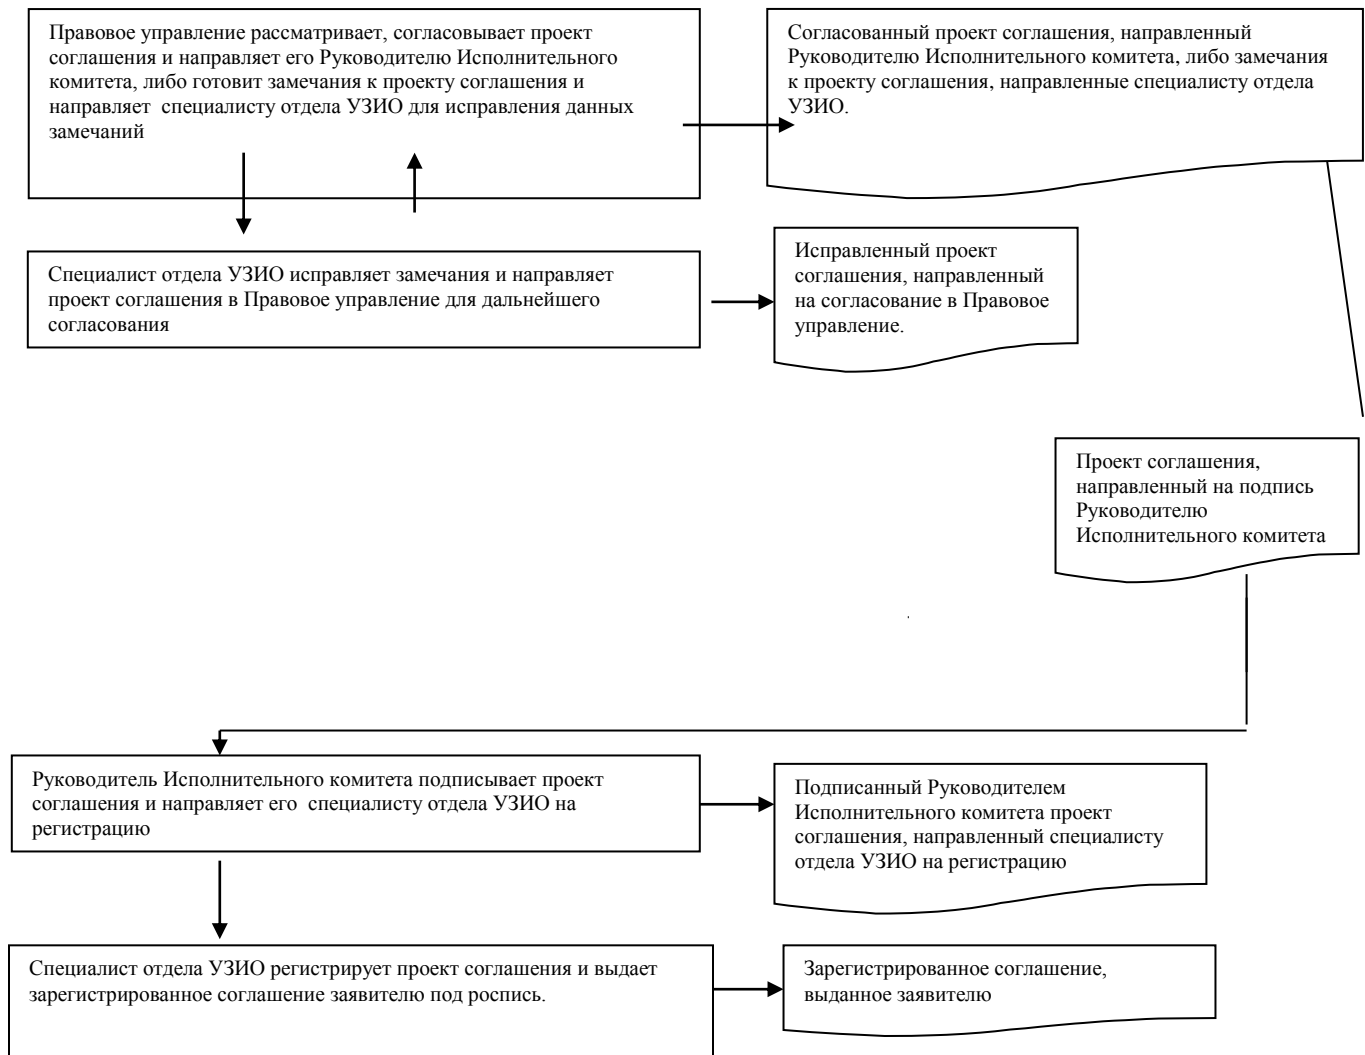 Правовое управление рассматривает, согласовывает проект
соглашения и направляет его Руководителю Исполнительного
комитета, либо готовит замечания к проекту соглашения и
направляет специалисту отдела УЗИО для исправления данных
замечаний
Согласованный проект соглашения, направленный
Руководителю Исполнительного комитета, либо замечания
к проекту соглашения, направленные специалисту отдела
УЗИО.
Специалист отдела УЗИО исправляет замечания и направляет
проект соглашения в Правовое управление для дальнейшего
согласования
Исправленный проект
соглашения, направленный
на согласование в Правовое
управление.
Проект соглашения,
направленный на подпись
Руководителю
Исполнительного комитета
Руководитель Исполнительного комитета подписывает проект
соглашения и направляет его специалисту отдела УЗИО на
регистрацию
Подписанный Руководителем
Исполнительного комитета проект
соглашения, направленный специалисту
отдела УЗИО на регистрацию
Специалист отдела УЗИО регистрирует проект соглашения и выдает
зарегистрированное соглашение заявителю под роспись.
Зарегистрированное соглашение,
выданное заявителю